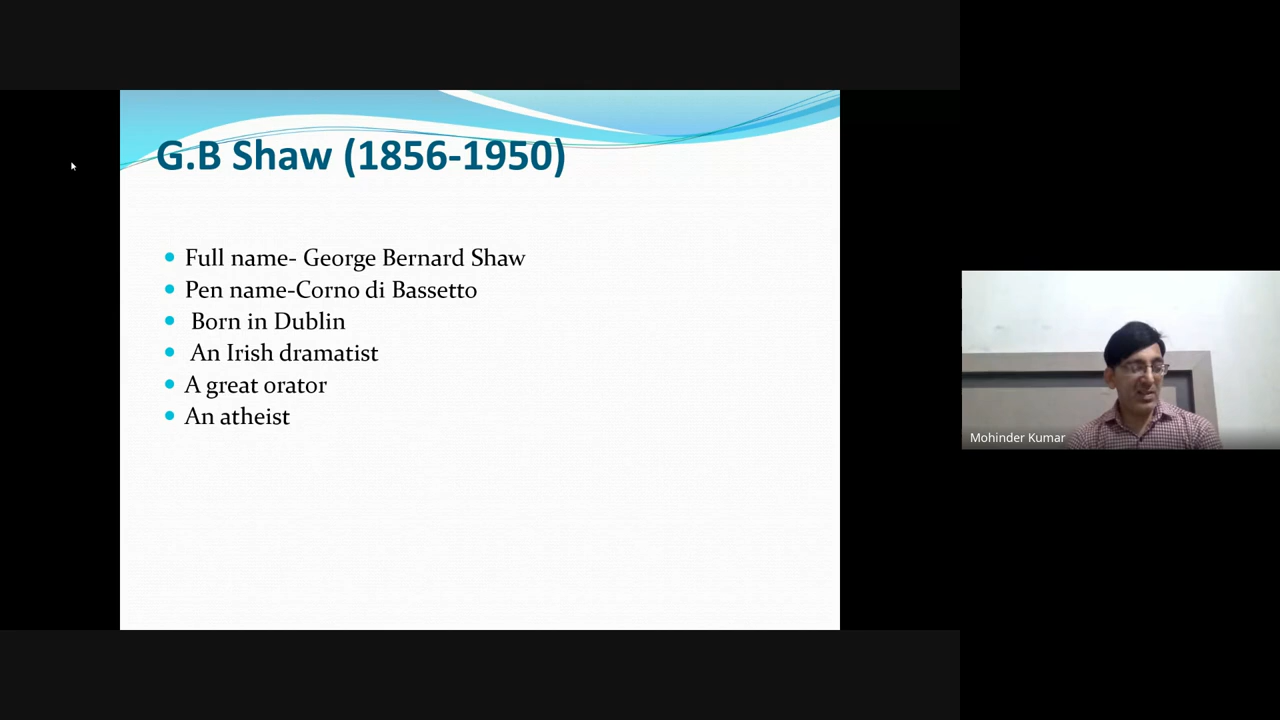 G.B Shaw (1856-1950)
Full name- George Bernard Shaw
Pen name-Corno di Bassetto
Born in Dublin
An Irish dramatist
A great orator
An atheist
Mohinder Kumar